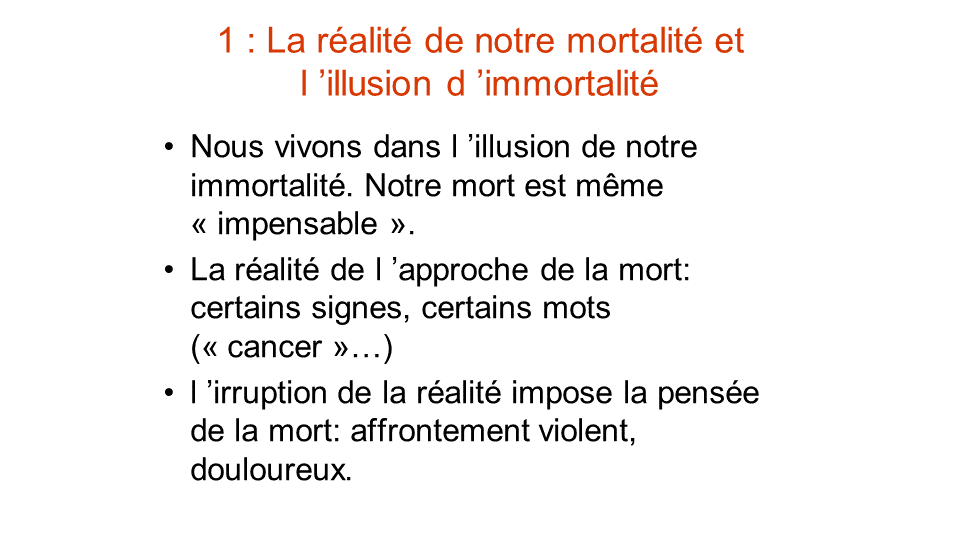 1 : La réalité de notre mortalité et
l ’illusion d ’immortalité
• Nous vivons dans l ’illusion de notre
immortalité. Notre mort est même
« impensable ».
• La réalité de l ’approche de la mort:
certains signes, certains mots
(« cancer »…)
• l ’irruption de la réalité impose la pensée
de la mort: affrontement violent,
douloureux.